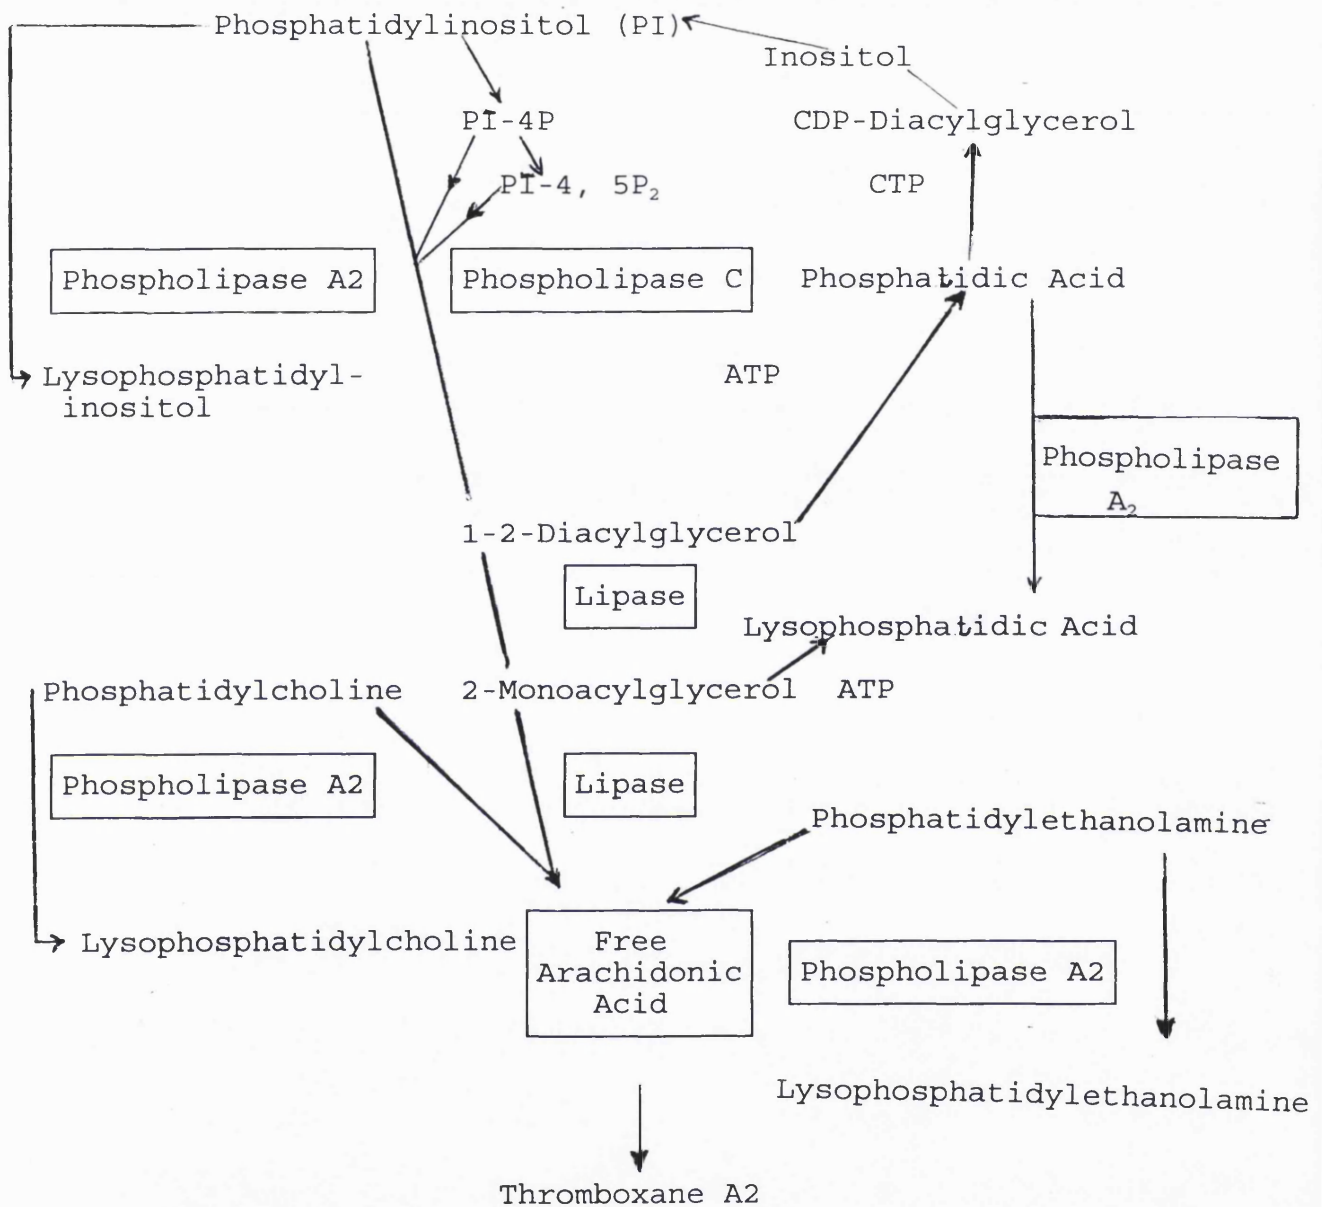 Phosphatidylinositol (PI)
Inositol
PI-4P
CDP-Diacylglycerol
PI-4, 5P₂
CTP
Phospholipase A2
Phospholipase C
Phosphatidic Acid
Lysophosphatidyl-
inositol
ATP
Phospholipase
A₂
1-2-Diacylglycerol
Lipase
Lysophosphatidic Acid
Phosphatidylcholine
2-Monoacylglycerol
ATP
Phospholipase A2
Lipase
Phosphatidylethanolamine
Lysophosphatidylcholine
Free
Arachidonic
Acid
Phospholipase A2
Lysophosphatidylethanolamine
Thromboxane A2